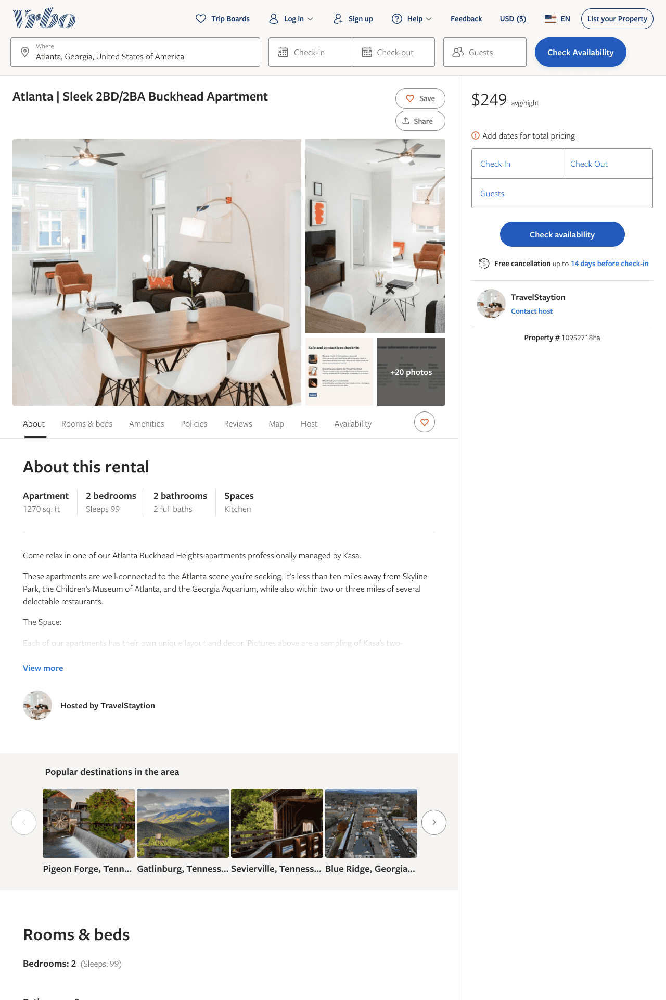 Vrbo
Trip Boards
Log in
Sign up
Help
Feedback
USD ($)
EN
List your Property
Where
Atlanta, Georgia, United States of America
Check-in
Check-out
Guests
Check Availability
Atlanta | Sleek 2BD/2BA Buckhead Apartment
Save
Share
Safe and contactless check-in
+20 photos
$249 avg/night
Add dates for total pricing
Check In
Check Out
Guests
Check availability
Free cancellation up to 14 days before check-in
TravelStaytion
Contact host
Property # 10952718ha
About
Rooms & beds
Amenities
Policies
Reviews
Map
Host
Availability
About this rental
Apartment
1270 sq. ft
2 bedrooms
Sleeps 99
2 bathrooms
2 full baths
Spaces
Kitchen
Come relax in one of our Atlanta Buckhead Heights apartments professionally managed by Kasa.
These apartments are well-connected to the Atlanta scene you're seeking. It's less than ten miles away from Skyline
Park, the Children's Museum of Atlanta, and the Georgia Aquarium, while also within two or three miles of several
delectable restaurants.
The Space:
Each of our apartments has their own unique layout and decor. Pictures above are a sampling of Kasa's two-
View more
Hosted by TravelStaytion
Popular destinations in the area
Pigeon Forge, Tenn...
Gatlinburg, Tenness...
Sevierville, Tenness...
Blue Ridge, Georgia...
Rooms & beds
Bedrooms: 2 (Sleeps: 99)